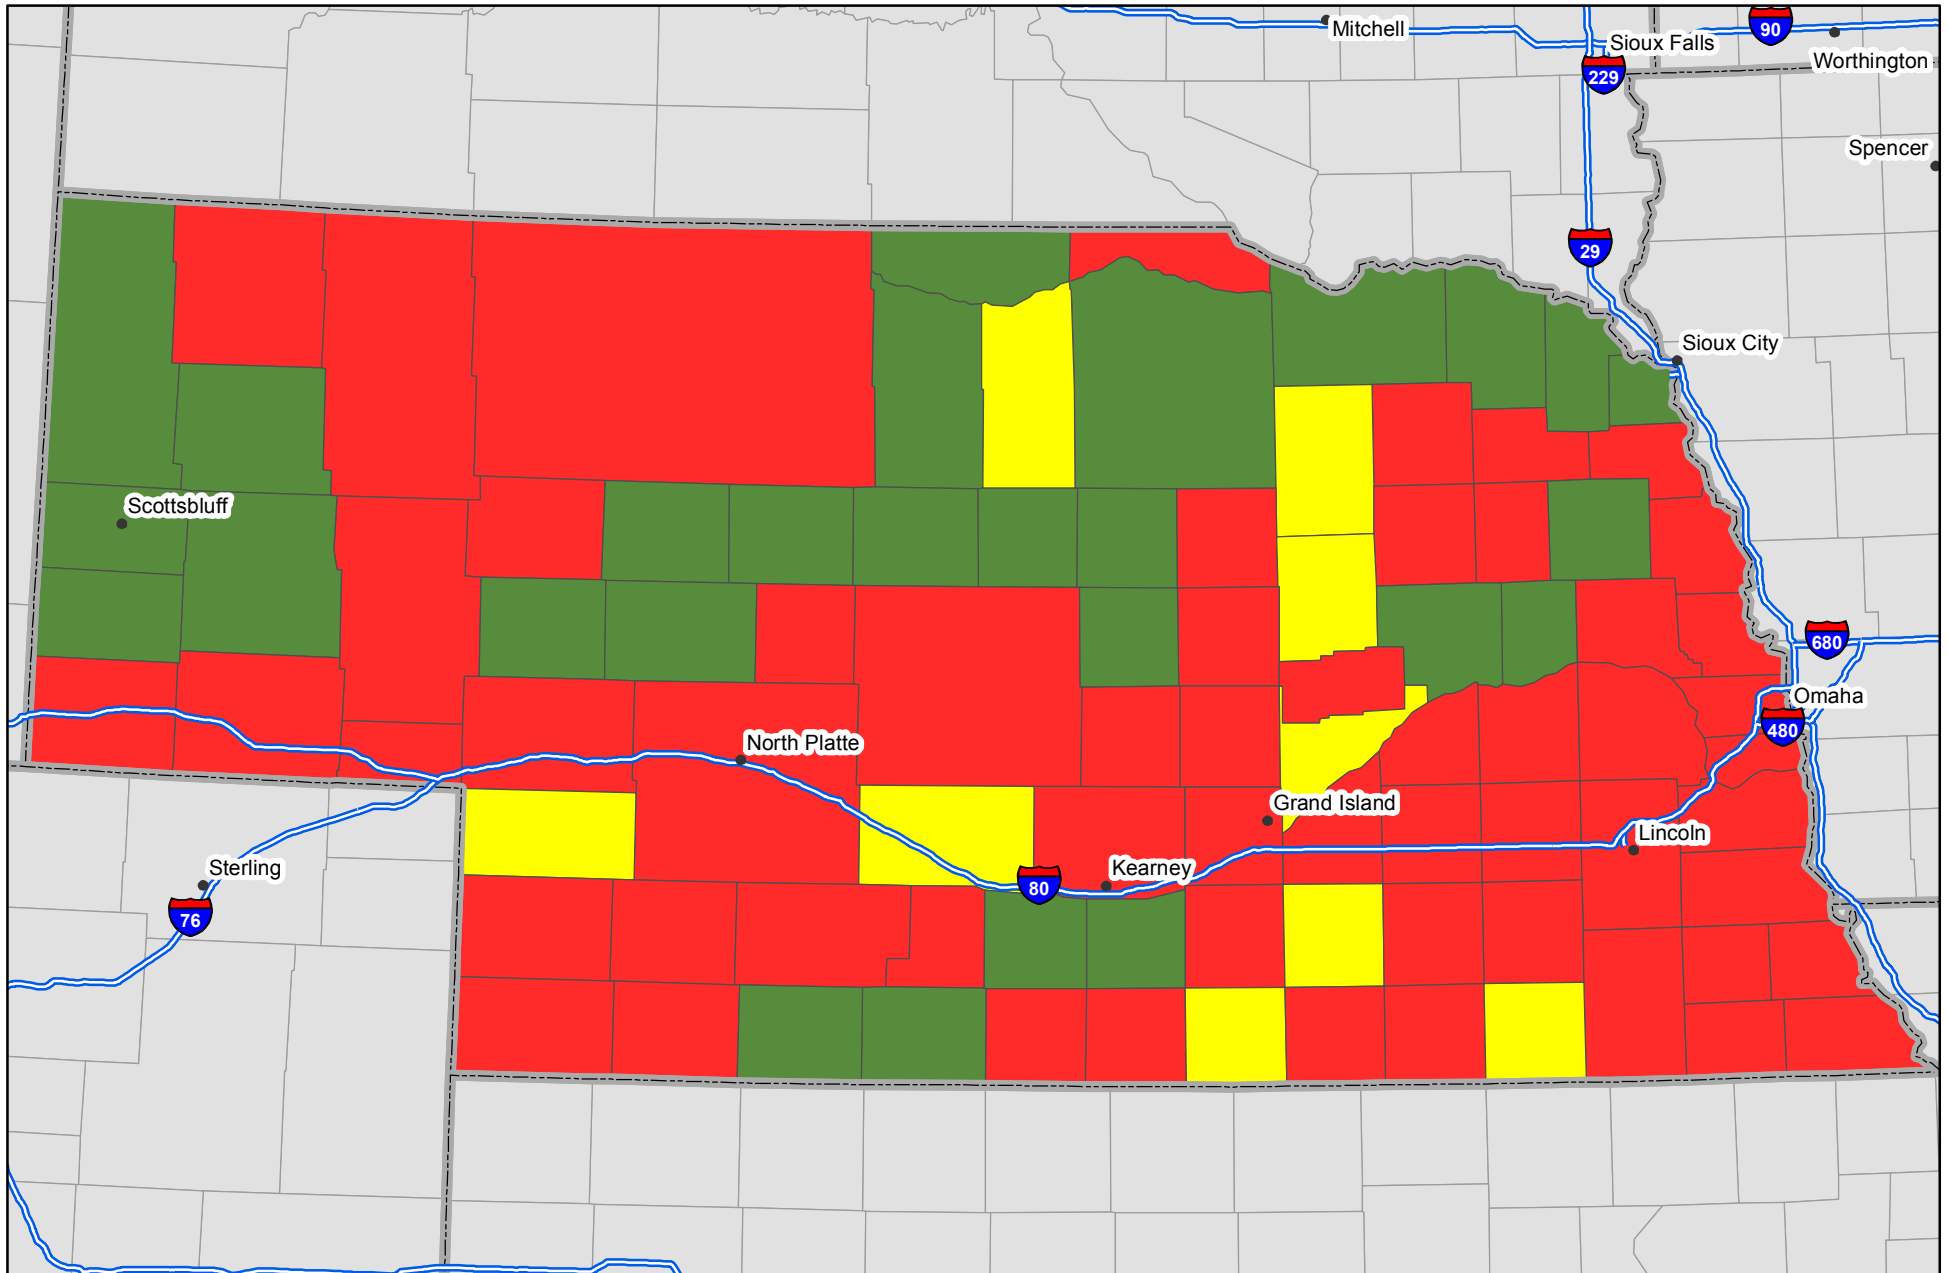 Mitchell
90
Sioux Falls
Worthington
229
Spencer
29
Sioux City
Scottsbluff
680
Omaha
480
North Platte
Grand Island
Lincoln
Sterling
Kearney
80
76